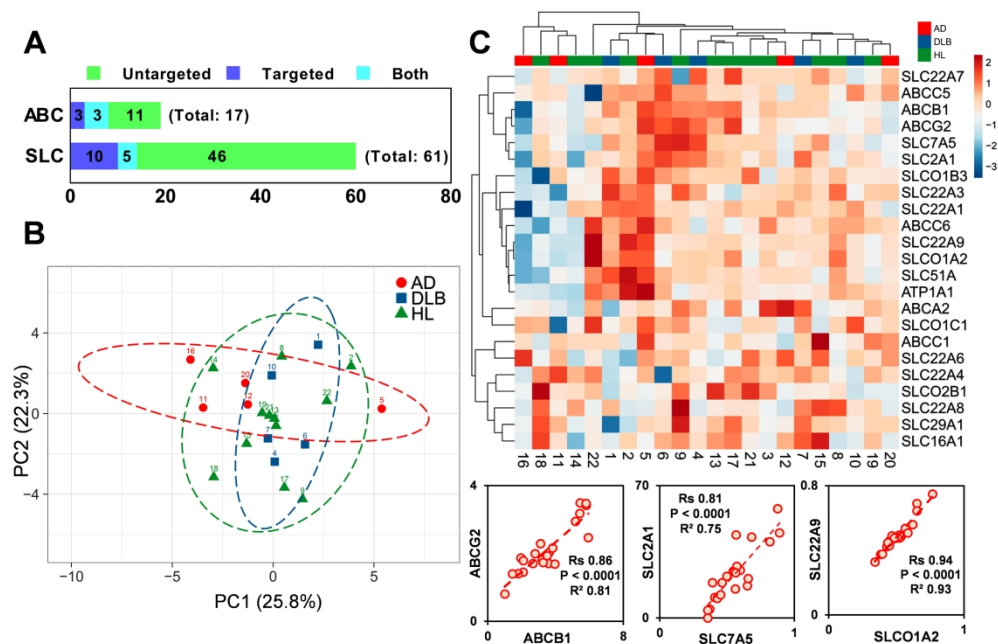 A
Untargeted Targeted Both
ABC 3 3 11 (Total: 17)
SLC 10 5 46 (Total: 61)
0 20 40 60 80
B
AD
DLB
HL
PC2 (22.3%)
4
0
−4
−10 −5 0 5
PC1 (25.8%)
16
14
20
11
10
1
8
2
22
5
19
21
13
7
6
4
18
17
9
C
AD
DLB
HL
2
1
0
−1
−2
−3
SLC22A7
ABCC5
ABCB1
ABCG2
SLC7A5
SLC2A1
SLCO1B3
SLC22A3
SLC22A1
ABCC6
SLC22A9
SLCO1A2
SLC51A
ATP1A1
ABCA2
SLCO1C1
ABCC1
SLC22A6
SLC22A4
SLCO2B1
SLC22A8
SLC29A1
SLC16A1
16 18 11 14 22 1 2 5 6 9 4 13 17 21 3 12 7 15 8 10 19 20
ABCG2
4
0
Rs 0.86
P < 0.0001
R² 0.81
0 8
ABCB1
SLC2A1
70
0
Rs 0.81
P < 0.0001
R² 0.75
0 1
SLC7A5
SLC22A9
0.8
0.0
Rs 0.94
P <0.0001
R² 0.93
0 1
SLCO1A2